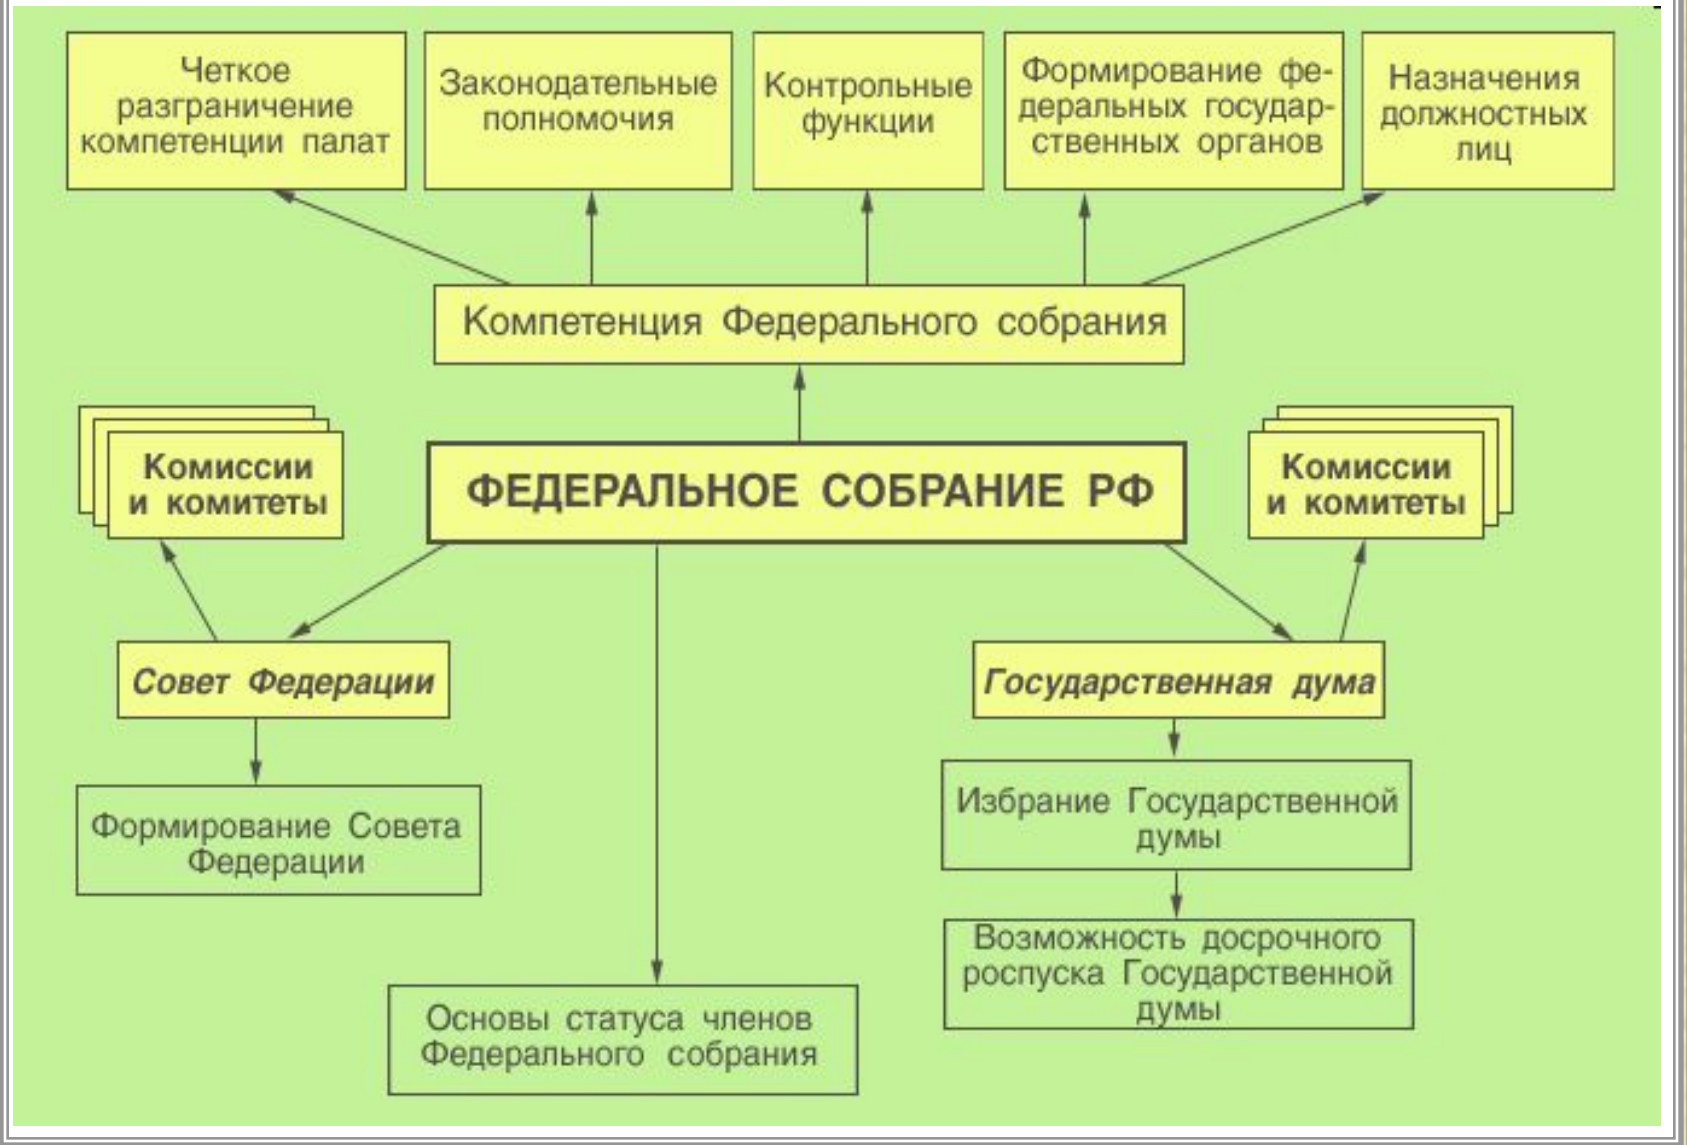 Четкое
разграничение
компетенции палат
Законодательные
полномочия
Контрольные
функции
Формирование фе-
деральных государ-
ственных органов
Назначения
должностных
лиц
Компетенция Федерального собрания
Комиссии
и комитеты
ФЕДЕРАЛЬНОЕ СОБРАНИЕ РФ
Комиссии
и комитеты
Совет Федерации
Государственная дума
Формирование Совета
Федерации
Избрание Государственной
думы
Возможность досрочного
роспуска Государственной
думы
Основы статуса членов
Федерального собрания